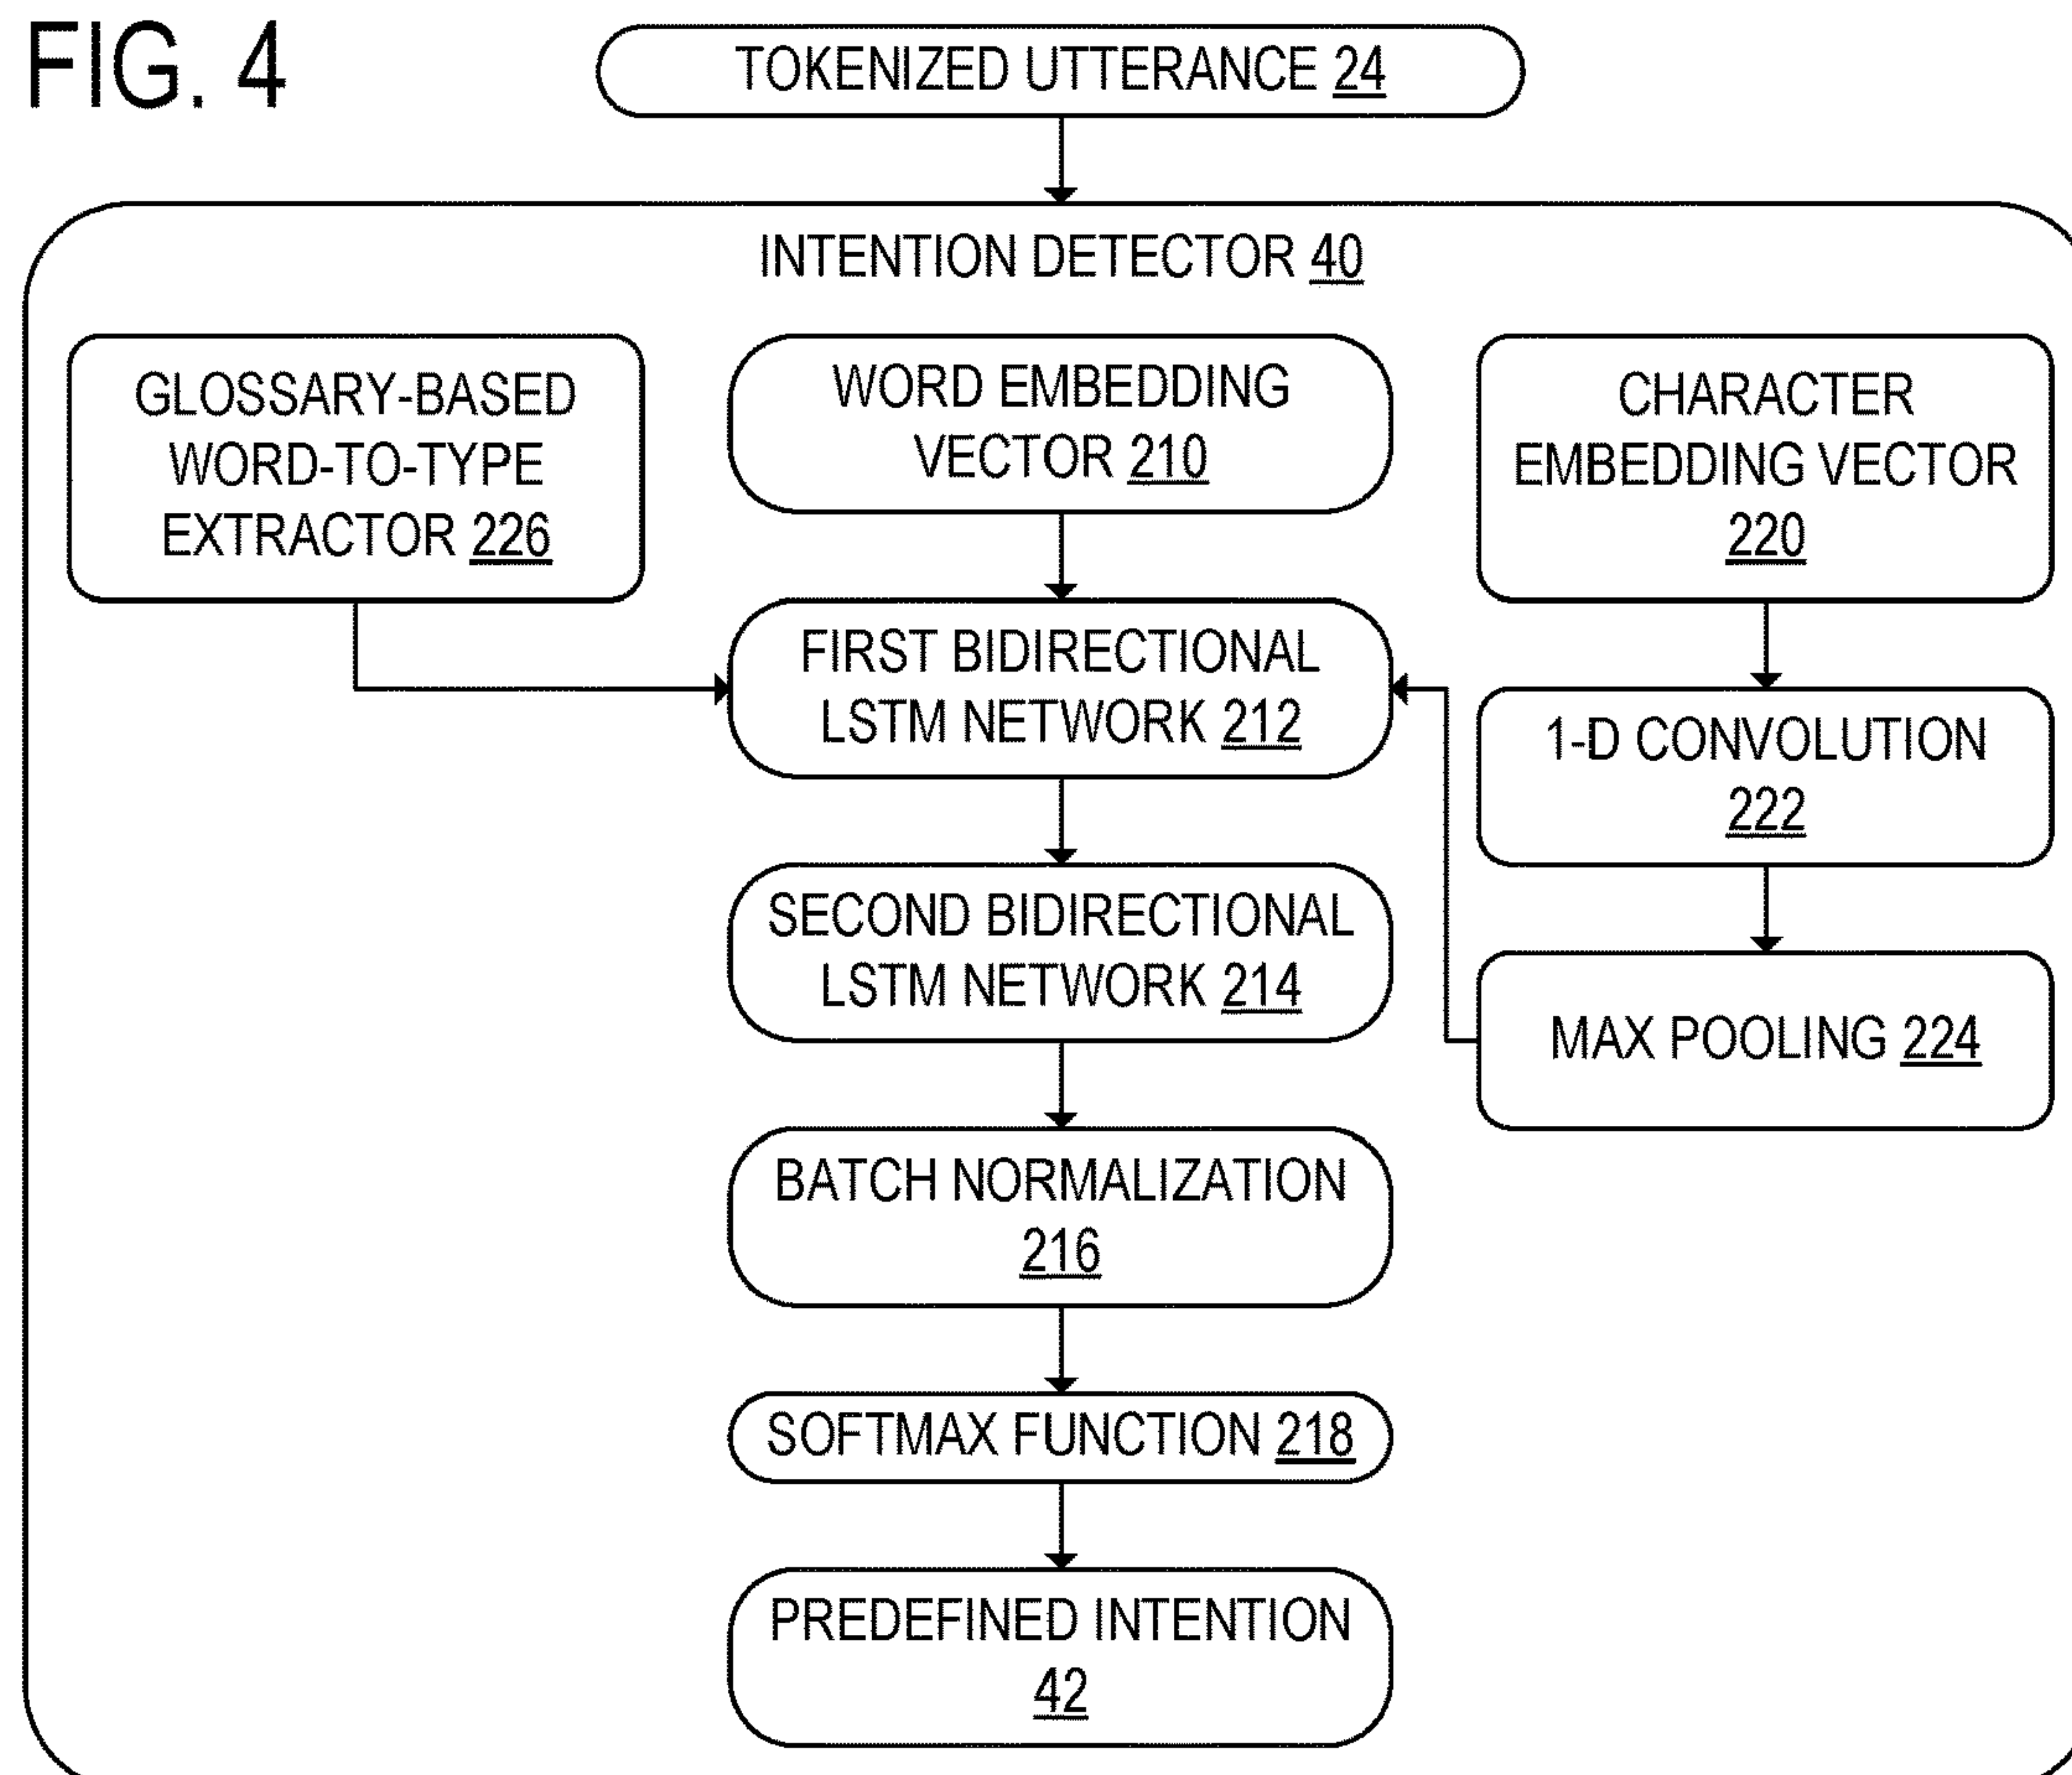 FIG. 4
TOKENIZED UTTERANCE 24
INTENTION DETECTOR 40
GLOSSARY-BASED
WORD-TO-TYPE
EXTRACTOR 226
WORD EMBEDDING
VECTOR 210
CHARACTER
EMBEDDING VECTOR
220
FIRST BIDIRECTIONAL
LSTM NETWORK 212
1-D CONVOLUTION
222
SECOND BIDIRECTIONAL
LSTM NETWORK 214
MAX POOLING 224
BATCH NORMALIZATION
216
SOFTMAX FUNCTION 218
PREDEFINED INTENTION
42